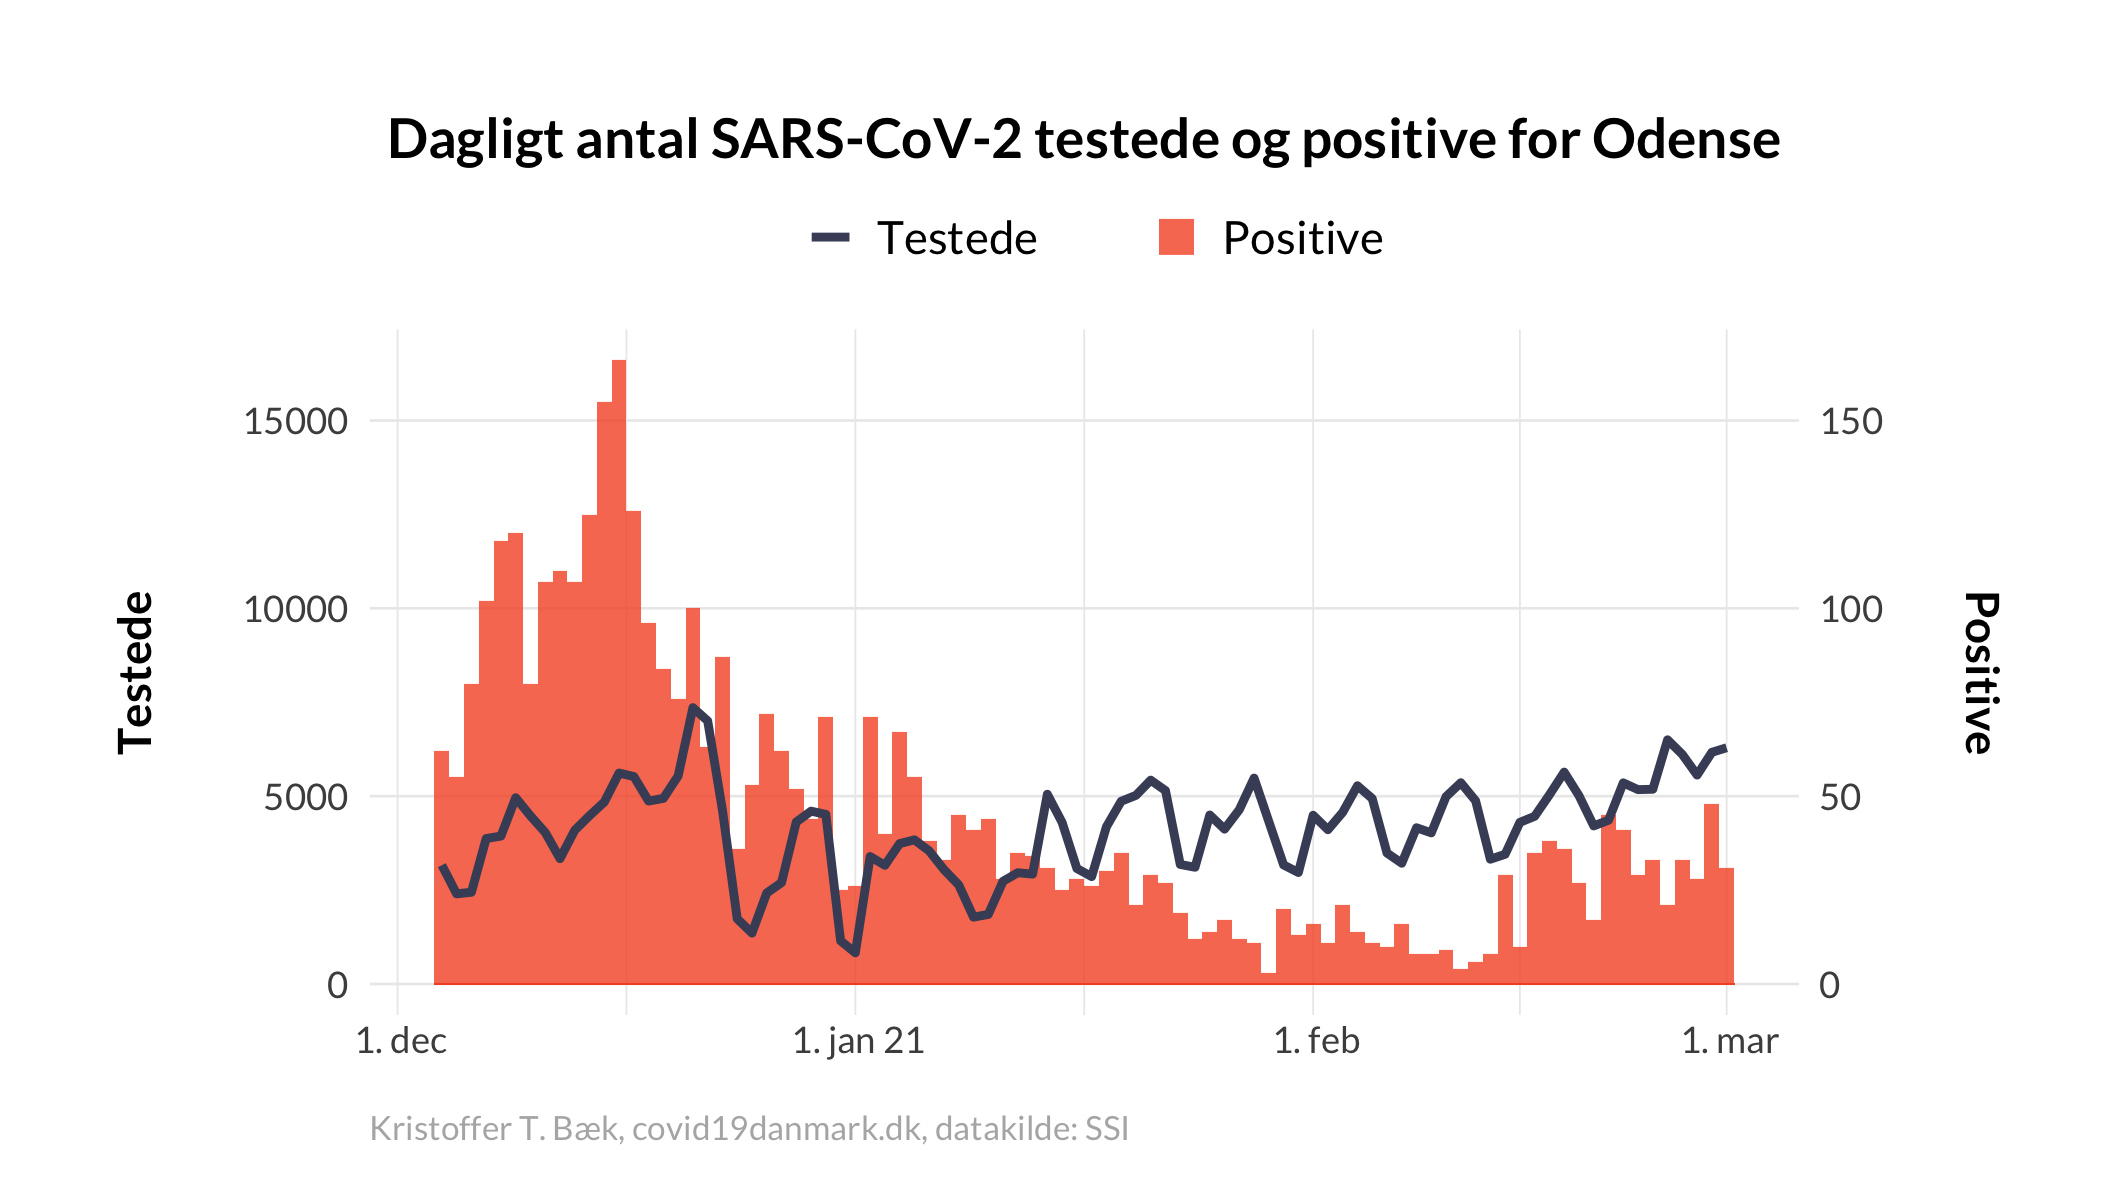 Dagligt antal SARS-CoV-2 testede og positive for Odense
Testede
Positive
15000
10000
5000
0
Testede
150
100
50
0
Positive
1. dec
1. jan 21
1. feb
1. mar
Kristoffer T. Bæk, covid19danmark.dk, datakilde: SSI